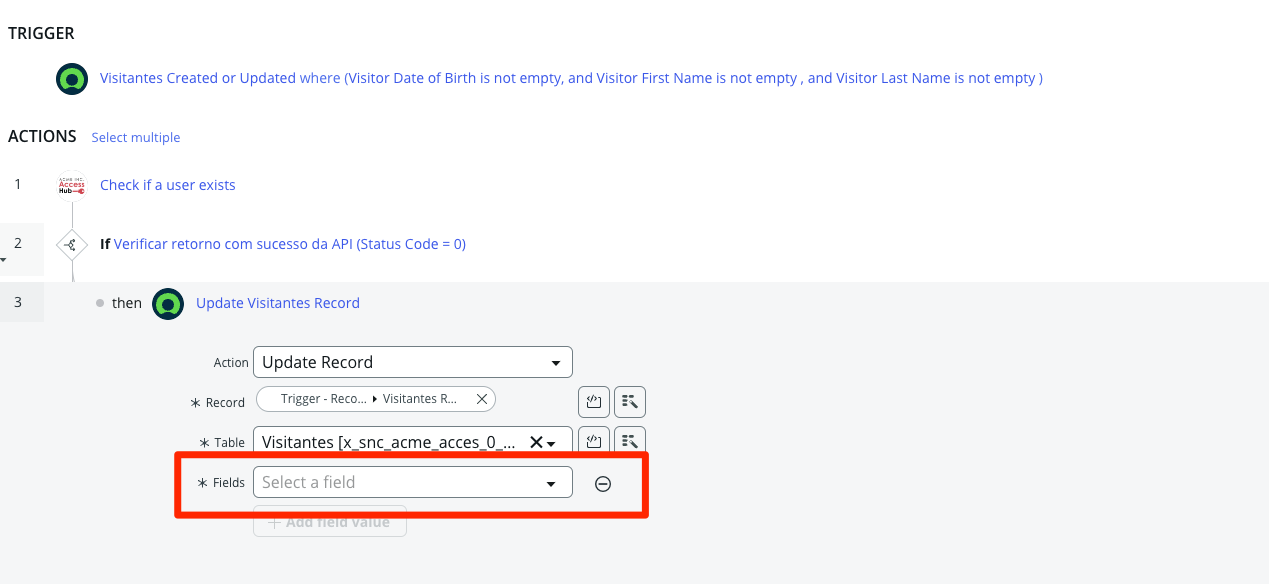 TRIGGER
Visitantes Created or Updated where (Visitor Date of Birth is not empty, and Visitor First Name is not empty , and Visitor Last Name is not empty )
ACTIONS Select multiple
1 ACME INC. Access Hub Check if a user exists
2 If Verificar retorno com sucesso da API (Status Code = 0)
3 then Update Visitantes Record
Action Update Record
* Record Trigger - Reco... ▸ Visitantes R...
* Table Visitantes [x_snc_acme_acces_0_...
* Fields Select a field
+ Add field value